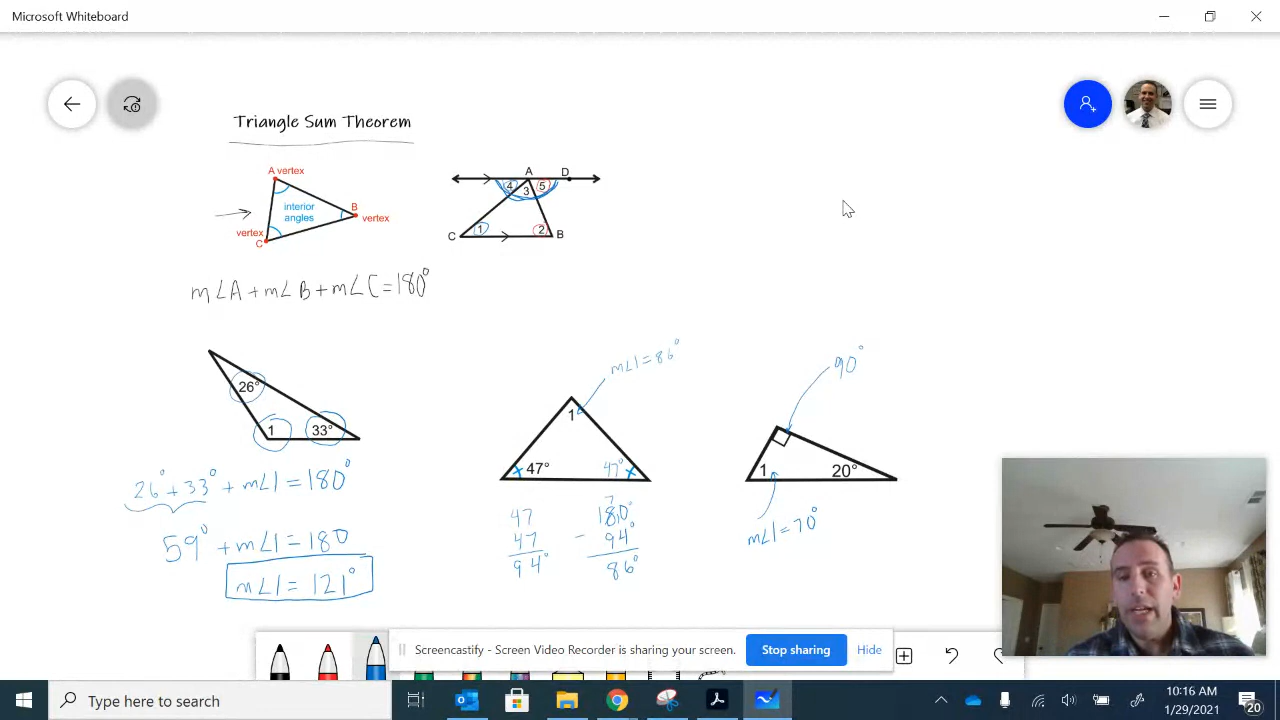 Microsoft Whiteboard
Triangle Sum Theorem
A vertex
interior
angles
B
vertex
vertex
C
A D
4 3 5
1 2
C B
m∠A + m∠B + m∠C = 180°
26°
1 33°
26° + 33° + m∠1 = 180°
59° + m∠1 = 180
m∠1 = 121°
m∠1 = 86°
1
47° 47°
47
47
94°
7
1810°
- 94°
86°
90°
1 20°
m∠1 = 70°
Screencastify - Screen Video Recorder is sharing your screen.
Stop sharing
Hide
Type here to search
10:16 AM
1/29/2021
20